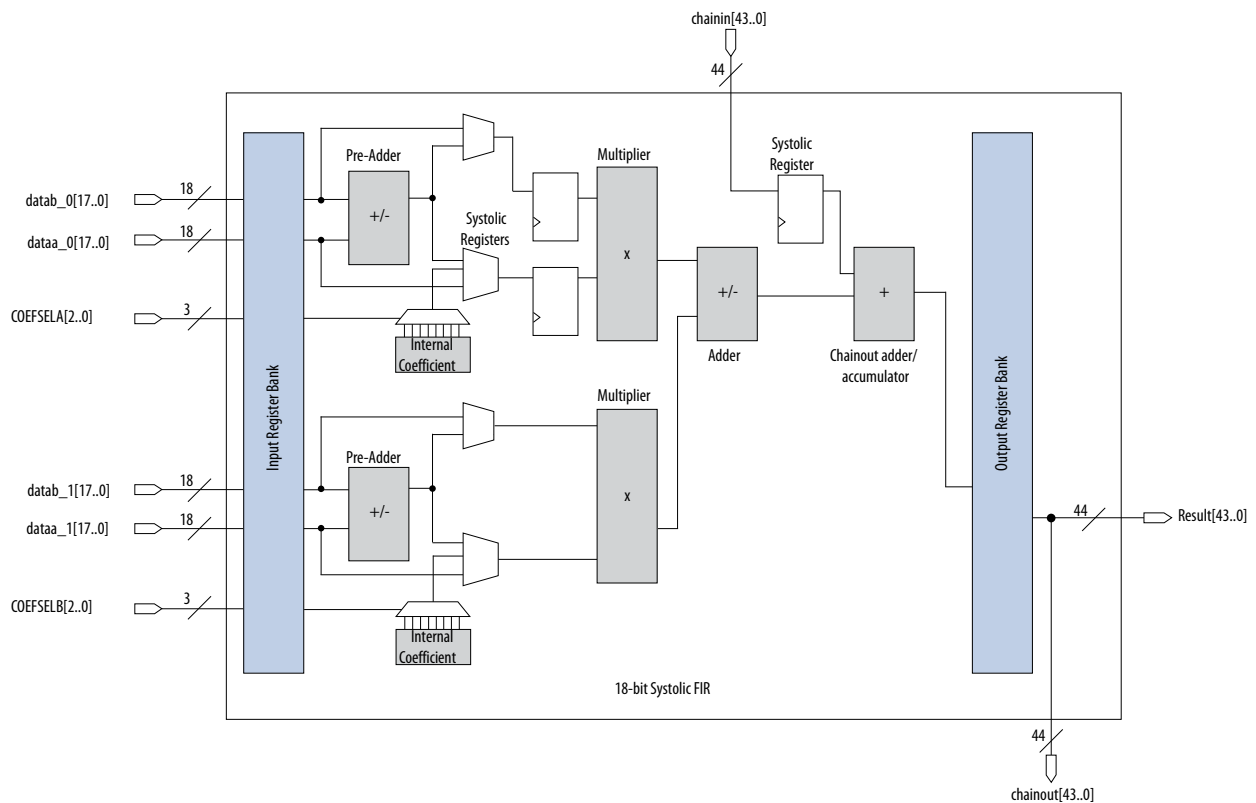 chainin[43..0]
44
Pre-Adder
+/-
Systolic
Registers
Multiplier
x
Systolic
Register
datab_0[17..0]
18
dataa_0[17..0]
18
COEFSELA[2..0]
3
Internal
Coefficient
+/-
Adder
+
Chainout adder/
accumulator
Input Register Bank
Output Register Bank
Multiplier
x
Pre-Adder
+/-
datab_1[17..0]
18
dataa_1[17..0]
18
COEFSELB[2..0]
3
Internal
Coefficient
44
Result[43..0]
18-bit Systolic FIR
44
chainout[43..0]